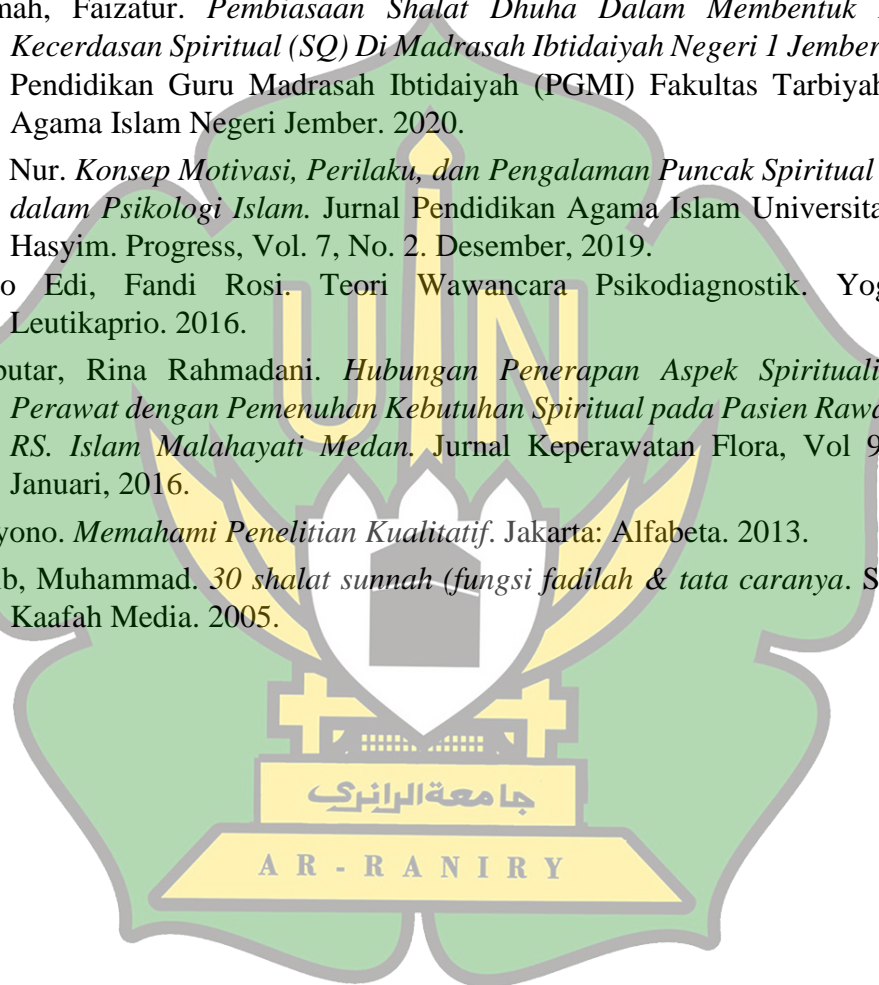 mah, Faizatur. Pembiasaan Shalat Dhuha Dalam Membentuk
Kecerdasan Spiritual (SQ) Di Madrasah Ibtidaiyah Negeri 1 Jember
Pendidikan Guru Madrasah Ibtidaiyah (PGMI) Fakultas Tarbiyah
Agama Islam Negeri Jember. 2020.
Nur. Konsep Motivasi, Perilaku, dan Pengalaman Puncak Spiritual
dalam Psikologi Islam. Jurnal Pendidikan Agama Islam Universita
Hasyim. Progress, Vol. 7, No. 2. Desember, 2019.
o Edi, Fandi Rosi. Teori Wawancara Psikodiagnostik. Yog
Leutikaprio. 2016.
outar, Rina Rahmadani. Hubungan Penerapan Aspek Spirituali
Perawat dengan Pemenuhan Kebutuhan Spiritual pada Pasien Rawa
RS. Islam Malahayati Medan. Jurnal Keperawatan Flora, Vol 9
Januari, 2016.
yono. Memahami Penelitian Kualitatif. Jakarta: Alfabeta. 2013.
ib, Muhammad. 30 shalat sunnah (fungsi fadilah & tata caranya. S
Kaafah Media. 2005.
UIN
جامعة الرانري
AR-RANIRY